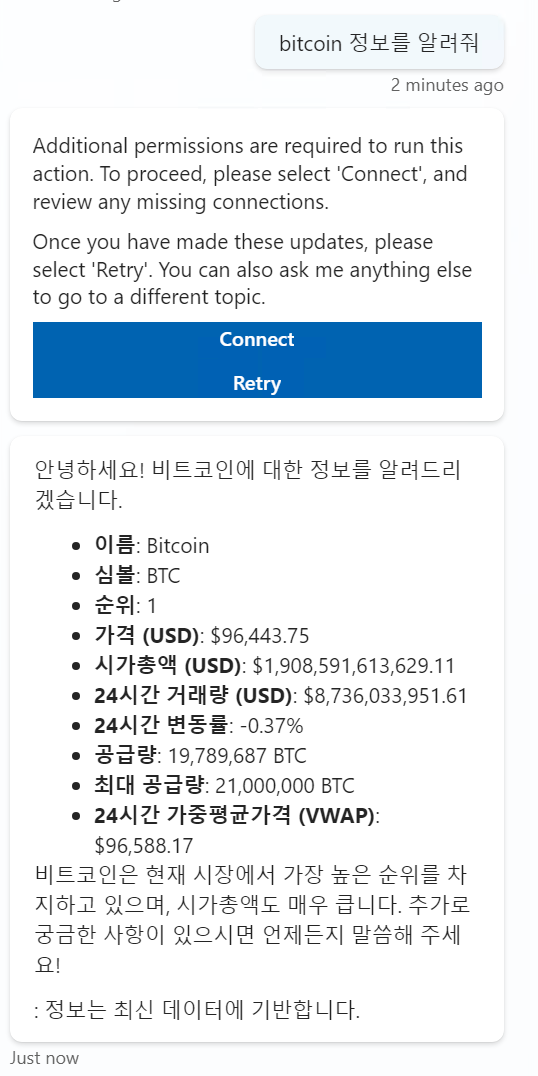 bitcoin 정보를 알려줘
2 minutes ago
Additional permissions are required to run this
action. To proceed, please select 'Connect', and
review any missing connections.
Once you have made these updates, please
select 'Retry'. You can also ask me anything else
to go to a different topic.
Connect
Retry
안녕하세요! 비트코인에 대한 정보를 알려드리
겠습니다.
• 이름: Bitcoin
• 심볼: BTC
• 순위: 1
• 가격 (USD): $96,443.75
• 시가총액 (USD): $1,908,591,613,629.11
• 24시간 거래량 (USD): $8,736,033,951.61
• 24시간 변동률: -0.37%
• 공급량: 19,789,687 BTC
• 최대 공급량: 21,000,000 BTC
• 24시간 가중평균가격 (VWAP):
$96,588.17
비트코인은 현재 시장에서 가장 높은 순위를 차
지하고 있으며, 시가총액도 매우 큽니다. 추가로
궁금한 사항이 있으시면 언제든지 말씀해 주세
요!
: 정보는 최신 데이터에 기반합니다.
Just now